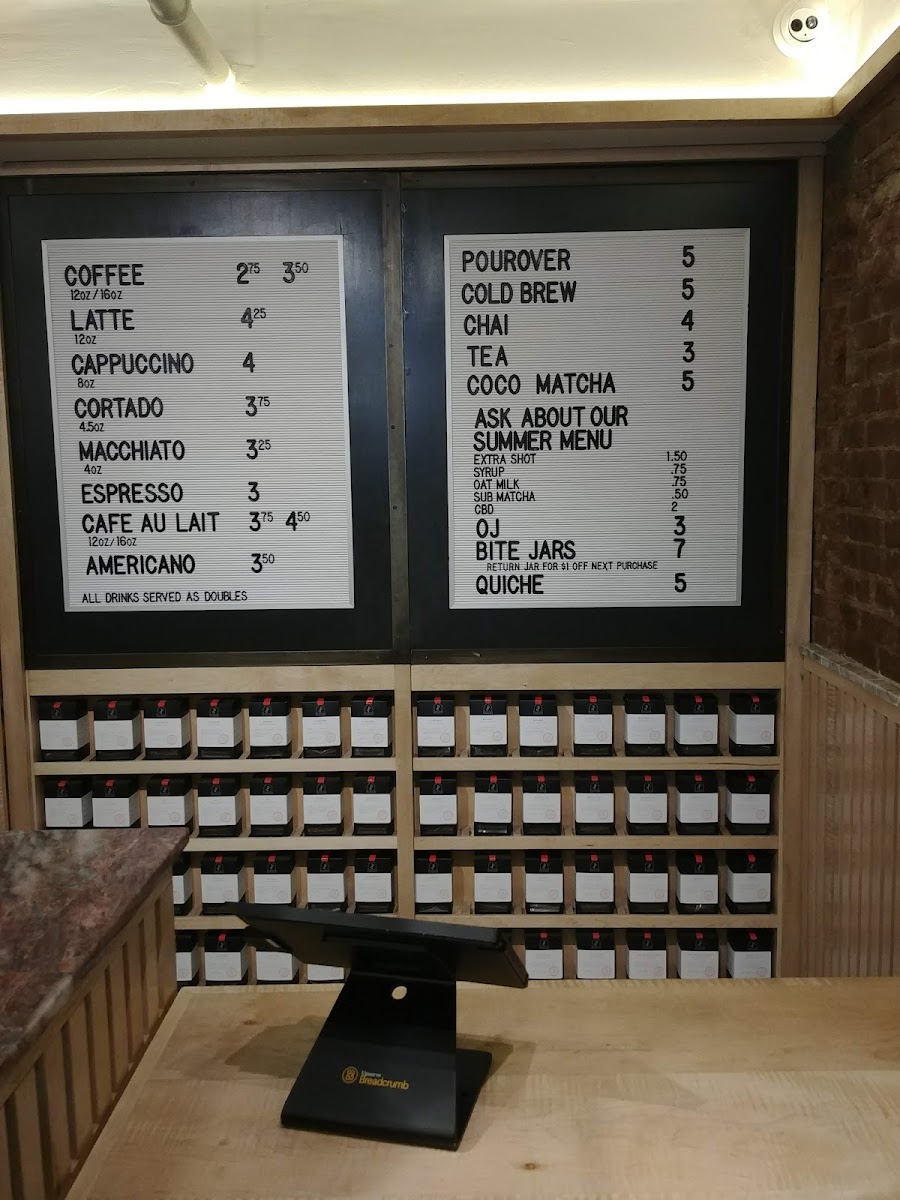 COFFEE 2.75 3.50
12oz / 16oz
LATTE 4.25
12oz
CAPPUCCINO 4
8oz
CORTADO 3.75
4.5oz
MACCHIATO 3.25
4oz
ESPRESSO 3
CAFE AU LAIT 3.75 4.50
12oz / 16oz
AMERICANO 3.50
ALL DRINKS SERVED AS DOUBLES
POUROVER 5
COLD BREW 5
CHAI 4
TEA 3
COCO MATCHA 5
ASK ABOUT OUR
SUMMER MENU
EXTRA SHOT 1.50
SYRUP .75
OAT MILK .75
SUB MATCHA .50
CBD 2
OJ 3
BITE JARS 7
RETURN JAR FOR $1 OFF NEXT PURCHASE
QUICHE 5
Breadcrumb